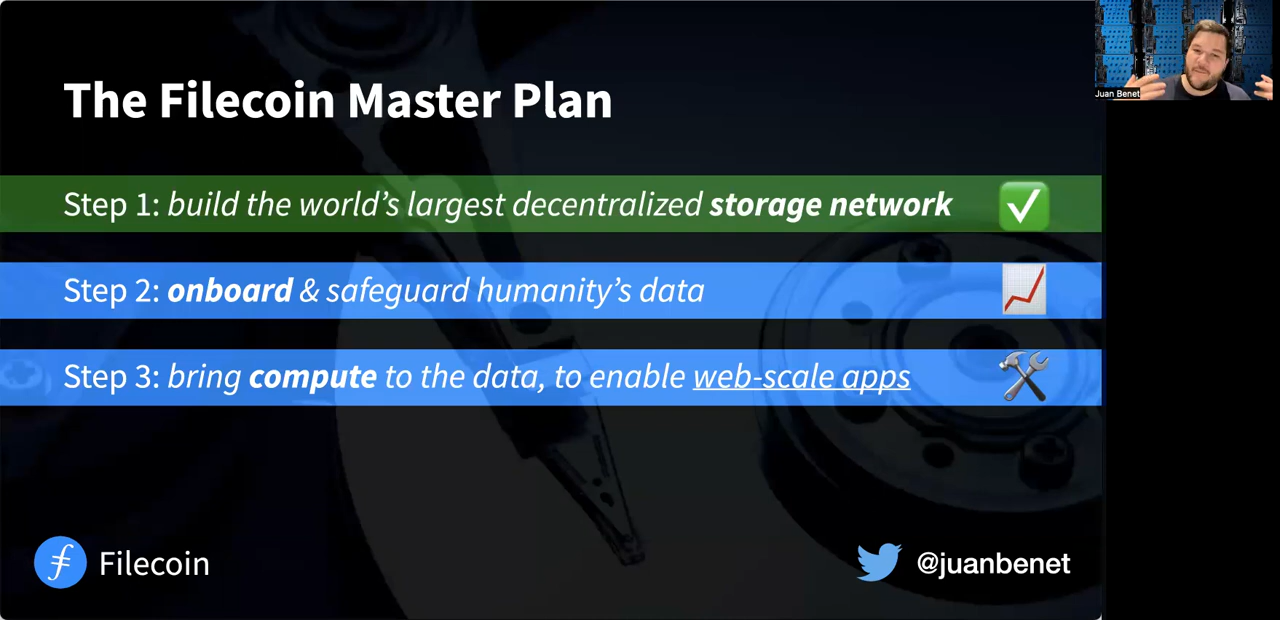 The Filecoin Master Plan
Step 1: build the world's largest decentralized storage network
Step 2: onboard & safeguard humanity's data
Step 3: bring compute to the data, to enable web-scale apps
Filecoin
@juanbenet
Juan Benet